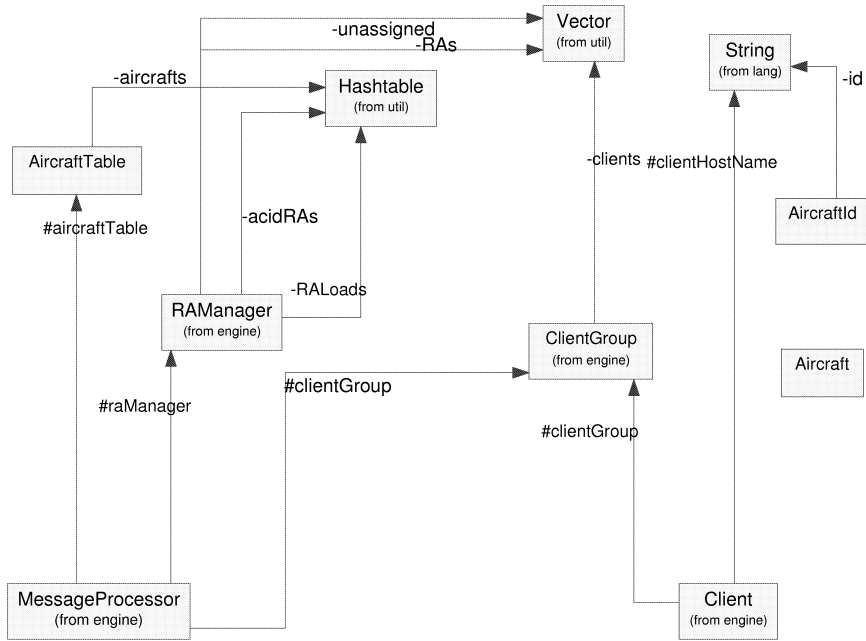 Vector
(from util)
-unassigned
-RAs
String
(from lang)
-id
-aircrafts
Hashtable
(from util)
AircraftTable
-clients
#clientHostName
#aircraftTable
-acidRAs
AircraftId
-RALoads
RAManager
(from engine)
ClientGroup
(from engine)
Aircraft
#clientGroup
#raManager
#clientGroup
MessageProcessor
(from engine)
Client
(from engine)